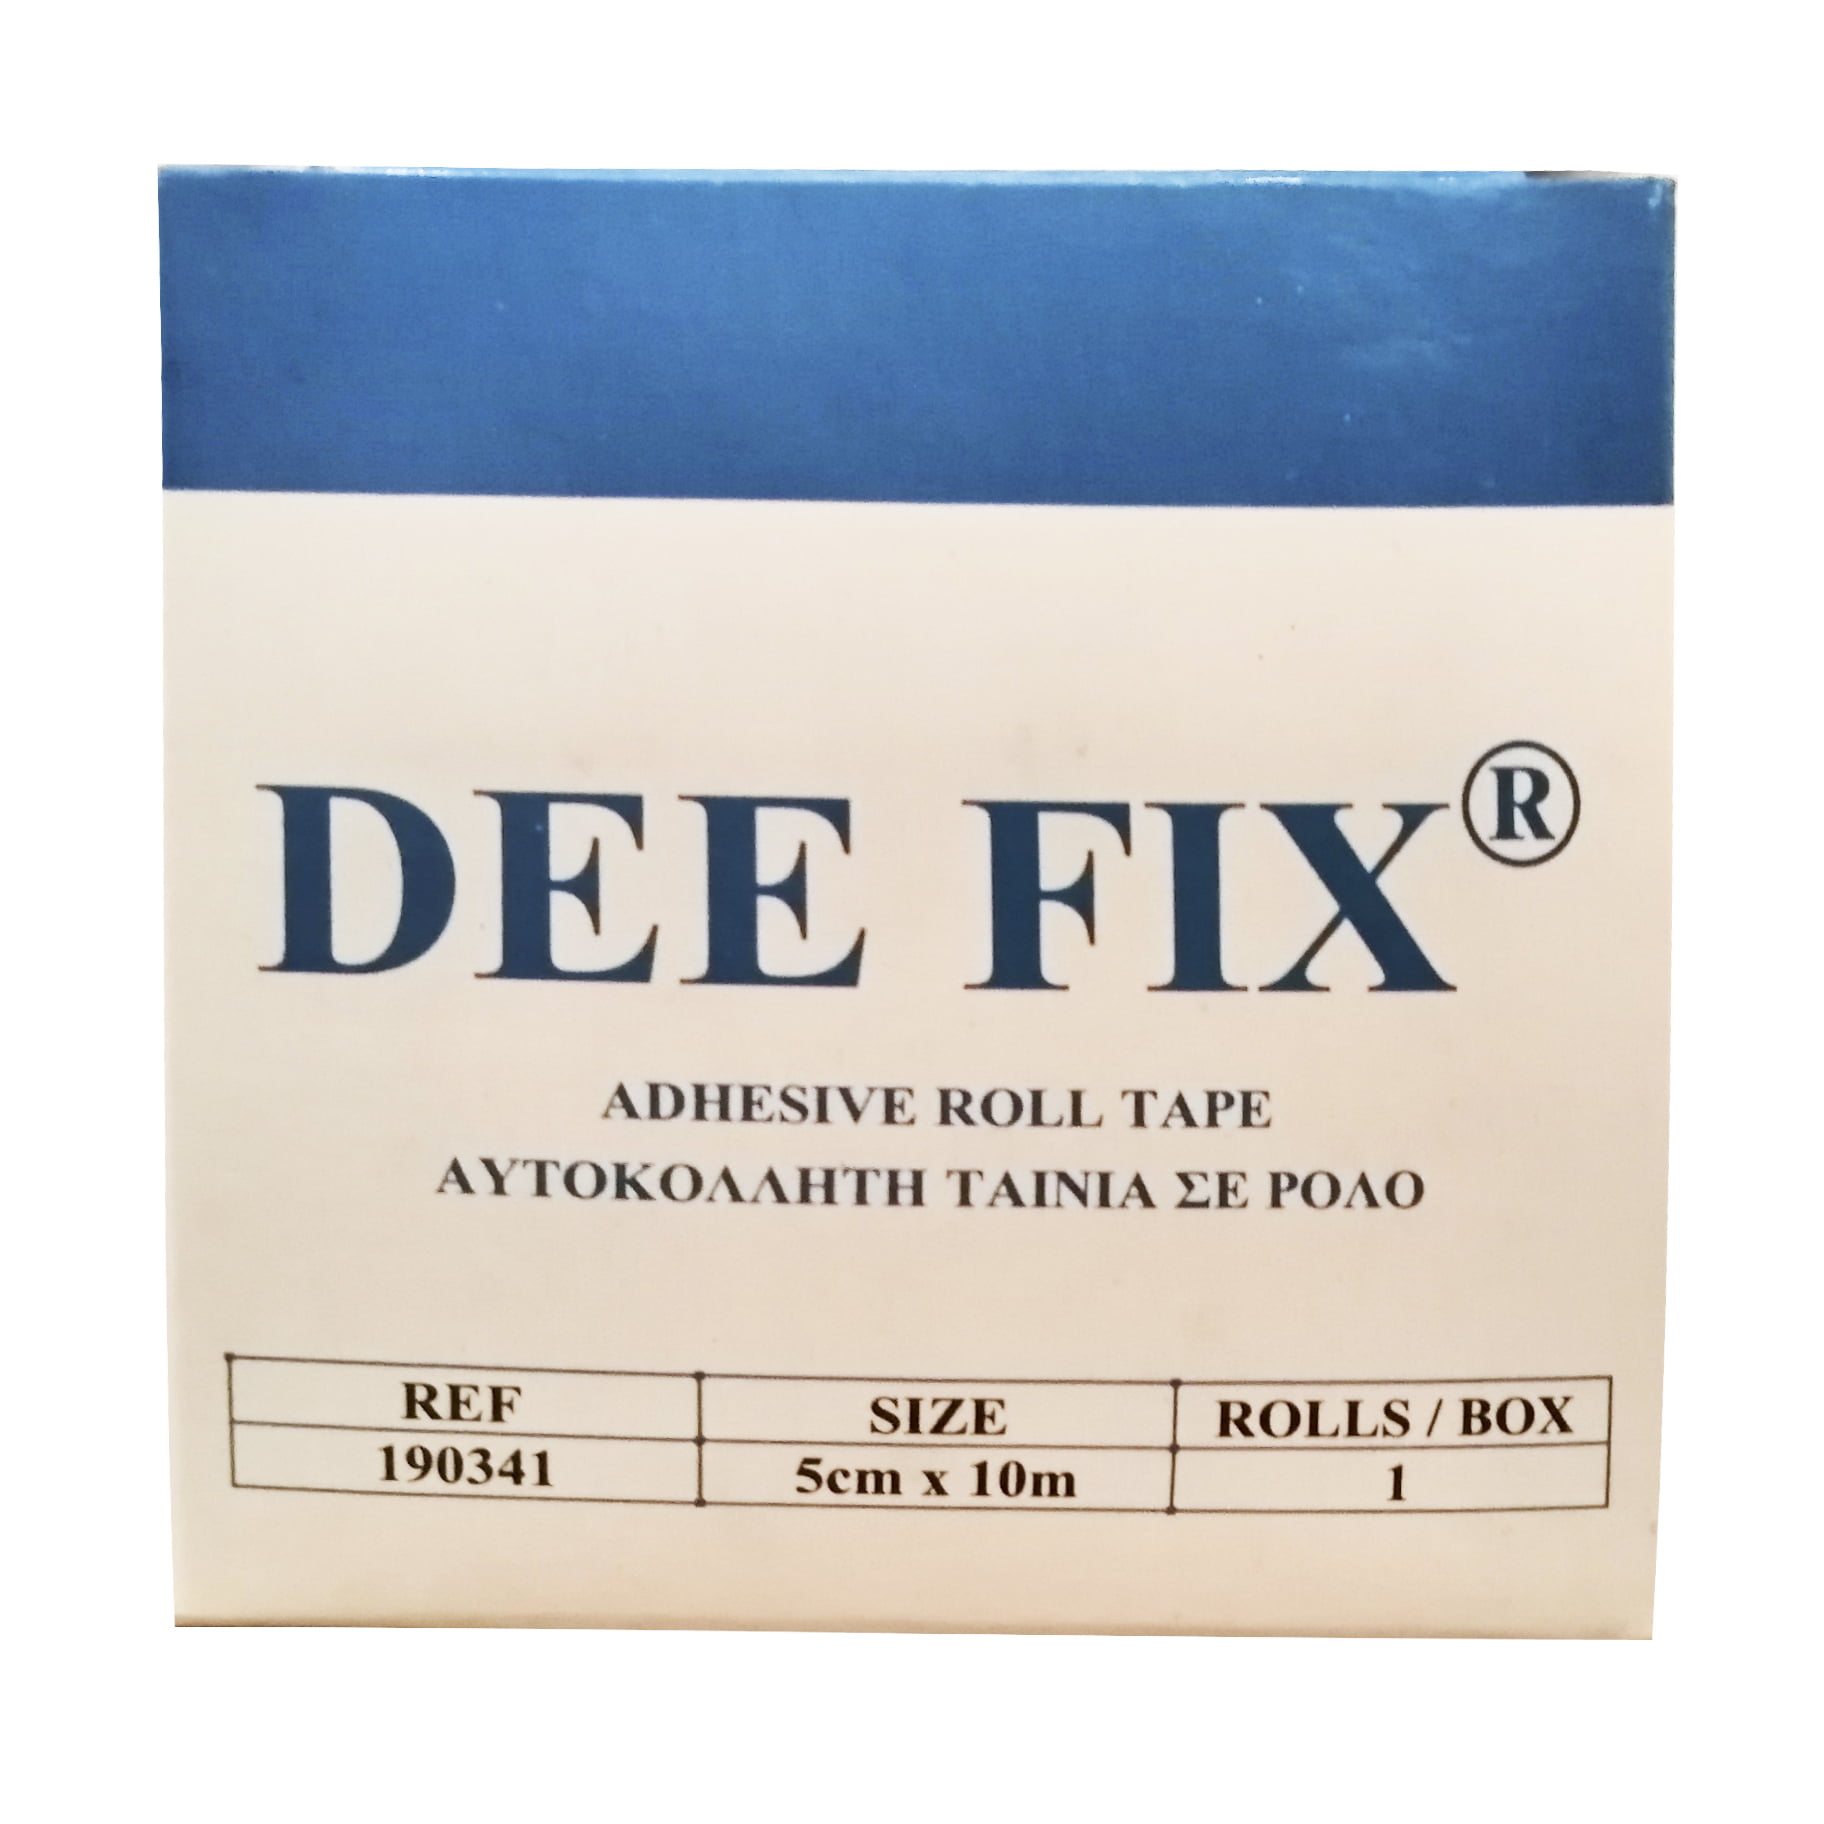 DEE FIX®
ADHESIVE ROLL TAPE
ΑΥΤΟΚΟΛΛΗΤΗ ΤΑΙΝΙΑ ΣΕ ΡΟΛΟ
REF SIZE ROLLS / BOX
190341 5cm x 10m 1